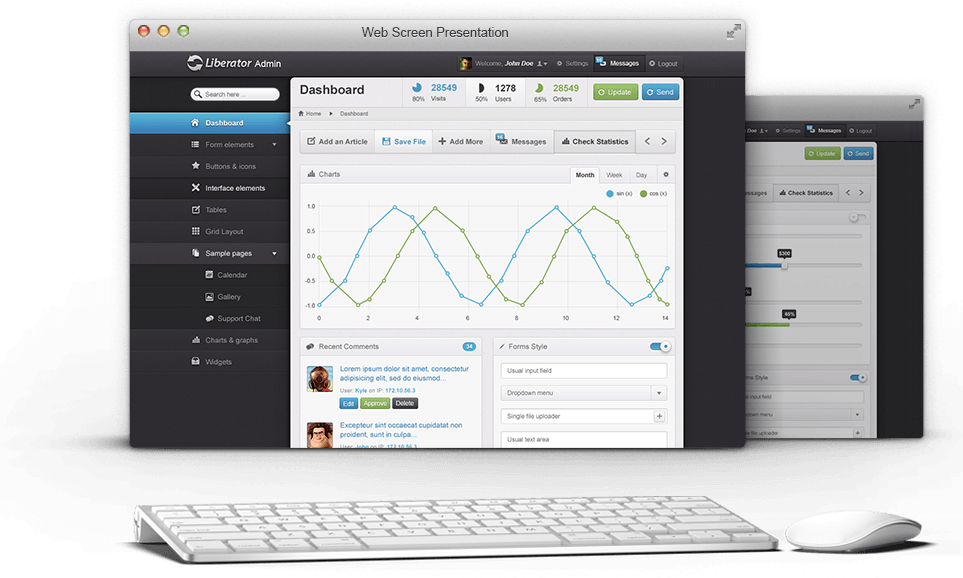 Web Screen Presentation
Liberator Admin
Welcome, John Doe
Settings
Messages
Logout
Search here ...
Dashboard
Form elements
Buttons & icons
Interface elements
Tables
Grid Layout
Sample pages
Calendar
Gallery
Support Chat
Charts & graphs
Widgets
Dashboard
80%
28549
Visits
50%
1278
Users
65%
28549
Orders
Update
Send
Home
Dashboard
Add an Article
Save File
Add More
Messages
Check Statistics
Charts
Month
Week
Day
sin (x)
cos (x)
1.0
0.5
0.0
-0.5
-1.0
0 2 4 6 8 10 12 14
Recent Comments
34
Lorem ipsum dolor sit amet, consectetur
adipisicing elit, sed do eiusmod...
User: Kyle on IP: 172.10.56.3
Edit
Approve
Delete
Excepteur sint occaecat cupidatat non
proident, sunt in culpa...
User: John on IP: 172.10.56.3
Forms Style
Usual input field
Dropdown menu
Single file uploader
Usual text area
Doe
Settings
Messages
Logout
Update
Send
Check Statistics
$300
66%
Style
input field
menu
file uploader